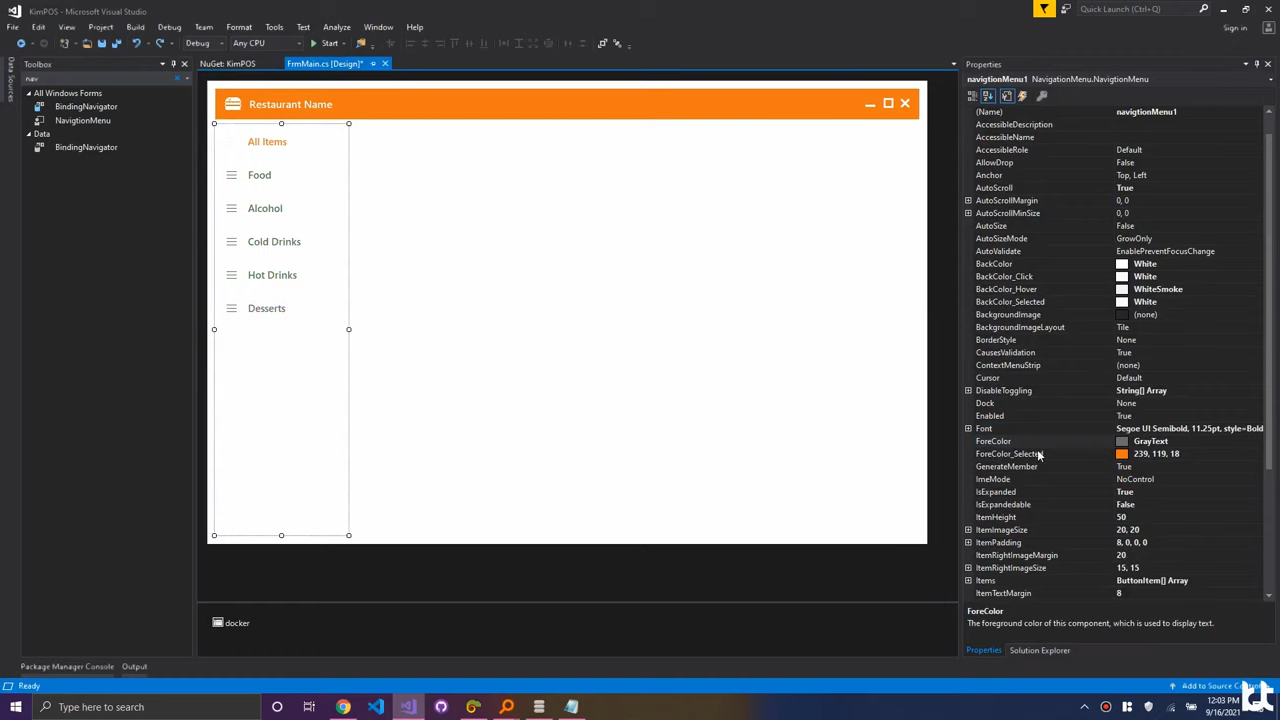 KimPOS - Microsoft Visual Studio
Quick Launch (Ctrl+Q)
File Edit View Project Build Debug Team Format Tools Test Analyze Window Help
Sign in
Debug Any CPU Start
Toolbox
nav
All Windows Forms
BindingNavigator
NavigtionMenu
Data
BindingNavigator
NuGet: KimPOS FrmMain.cs [Design]*
Restaurant Name
All Items
Food
Alcohol
Cold Drinks
Hot Drinks
Desserts
docker
Properties
navigtionMenu1 NavigationMenu.NavigtionMenu
(Name) navigtionMenu1
AccessibleDescription
AccessibleName
AccessibleRole Default
AllowDrop False
Anchor Top, Left
AutoScroll True
AutoScrollMargin 0, 0
AutoScrollMinSize 0, 0
AutoSize False
AutoSizeMode GrowOnly
AutoValidate EnablePreventFocusChange
BackColor White
BackColor_Click White
BackColor_Hover WhiteSmoke
BackColor_Selected White
BackgroundImage (none)
BackgroundImageLayout Tile
BorderStyle None
CausesValidation True
ContextMenuStrip (none)
Cursor Default
DisableToggling String[] Array
Dock None
Enabled True
Font Segoe UI Semibold, 11.25pt, style=Bold
ForeColor GrayText
ForeColor_Selected 239, 119, 18
GenerateMember True
ImeMode NoControl
IsExpanded True
IsExpandedable False
ItemHeight 50
ItemImageSize 20, 20
ItemPadding 8, 0, 0, 0
ItemRightImageMargin 20
ItemRightImageSize 15, 15
Items ButtonItem[] Array
ItemTextMargin 8
ForeColor
The foreground color of this component, which is used to display text.
Properties Solution Explorer
Package Manager Console Output
Ready
Add to Source Control
Type here to search
12:03 PM
9/16/2021